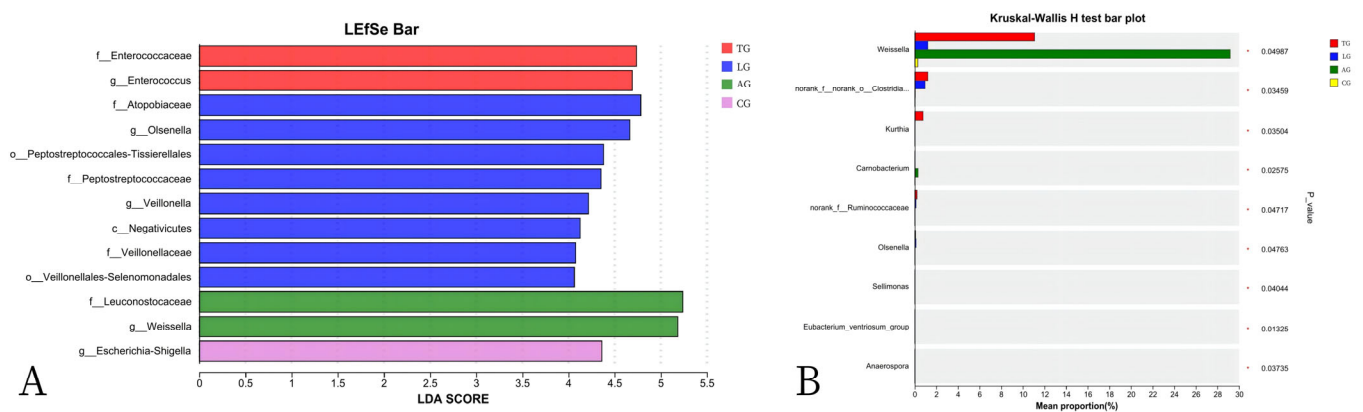 LEfSe Bar
f__Enterococcaceae
g__Enterococcus
f__Atopobiaceae
g__Olsenella
o__Peptostreptococcales-Tissierellales
f__Peptostreptococcaceae
g__Veillonella
c__Negativicutes
f__Veillonellaceae
o__Veillonellales-Selenomonadales
f__Leuconostocaceae
g__Weissella
g__Escherichia-Shigella
0 0.5 1 1.5 2 2.5 3 3.5 4 4.5 5 5.5
LDA SCORE
TG
LG
AG
CG
A
Kruskal-Wallis H test bar plot
Weissella
norank_f__norank_o__Clostridia...
Kurthia
Carnobacterium
norank_f__Ruminococcaceae
Olsenella
Sellimonas
Eubacterium_ventriosum_group
Anaerospora
0 2 4 6 8 10 12 14 16 18 20 22 24 26 28 30
Mean proportion(%)
* 0.04987
* 0.03459
* 0.03504
* 0.02575
* 0.04717
* 0.04763
* 0.04044
* 0.01325
* 0.03735
P_value
TG
LG
AG
CG
B